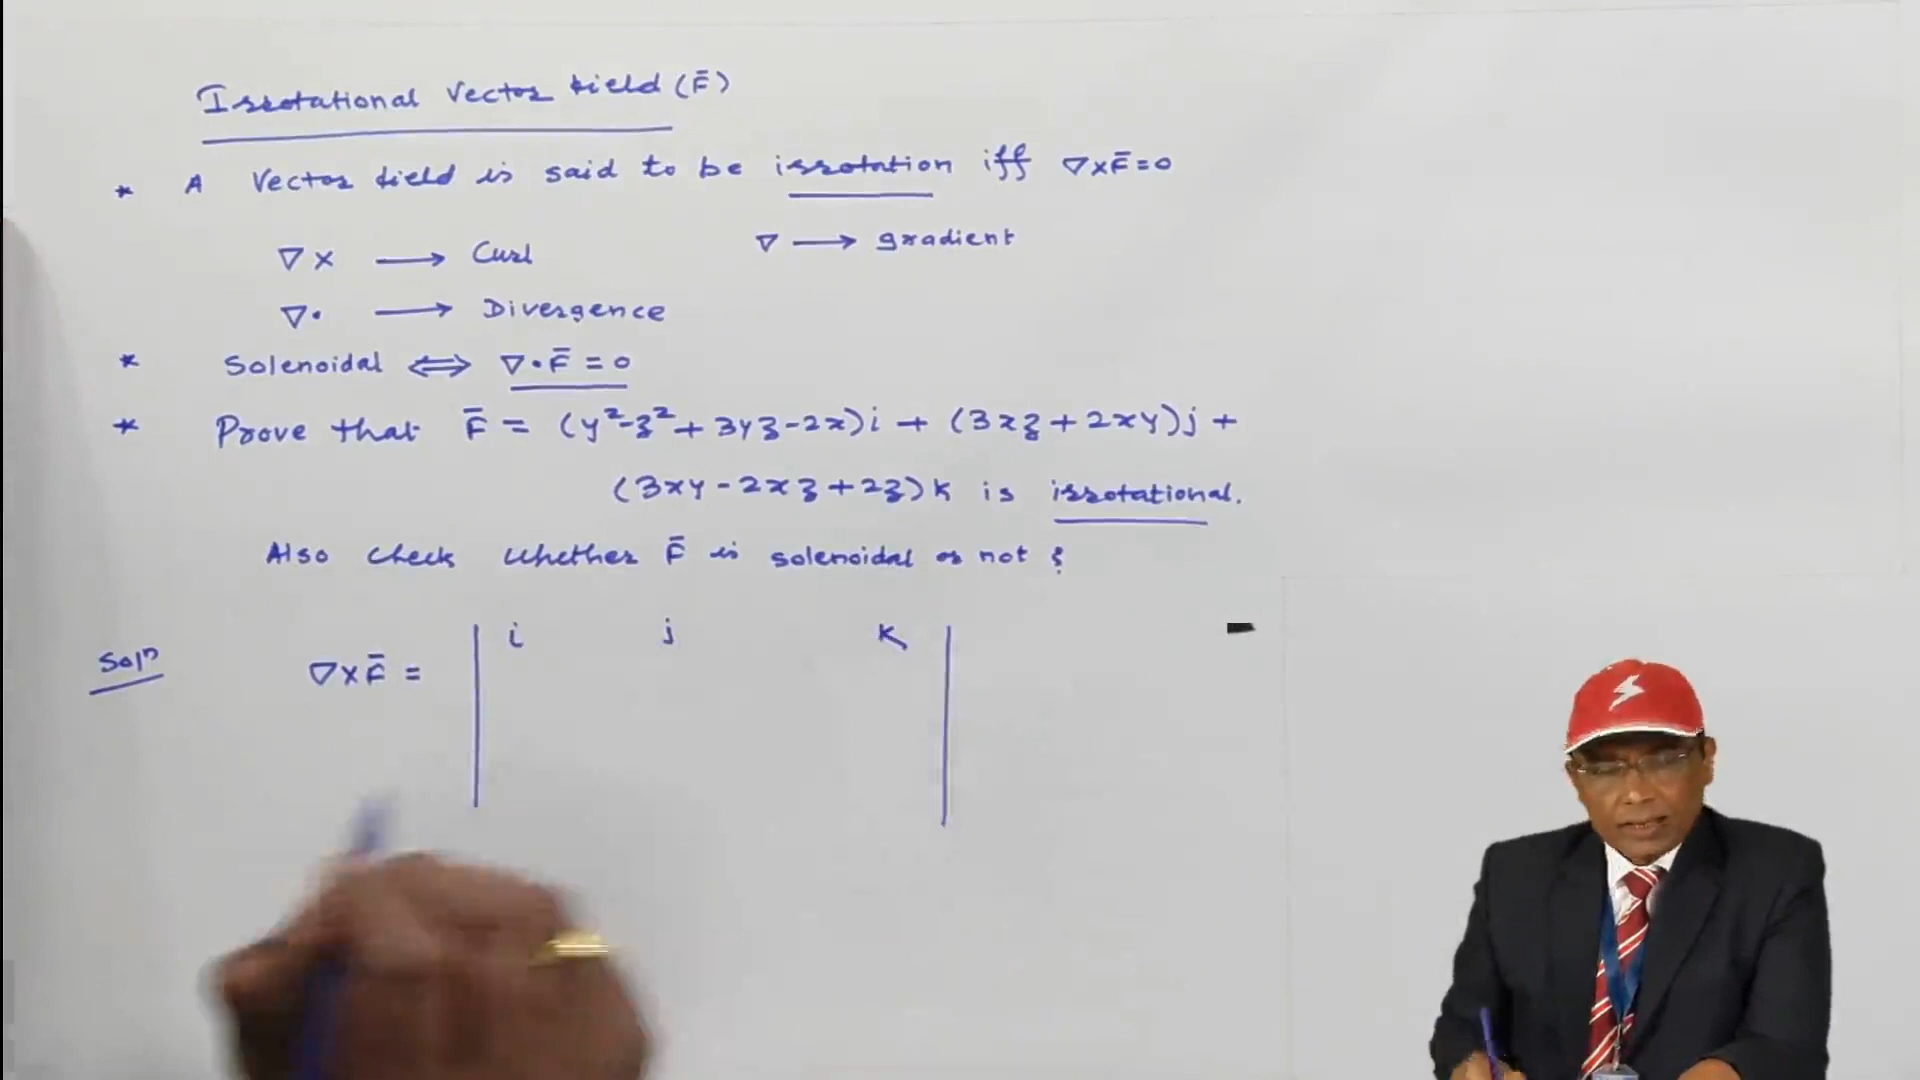 Irrotational Vector field (F̄)
* A Vector field is said to be irrotation iff ∇×F̄=0
∇× → Curl ∇ → gradient
∇· → Divergence
* Solenoidal ⟺ ∇·F̄ = 0
* Prove that F̄ = (y²-z²+3yz-2x)i + (3xz+2xy)j +
(3xy-2xz+2z)k is irrotational.
Also check whether F̄ is solenoidal or not ?
Solⁿ ∇×F̄ = | i j k |